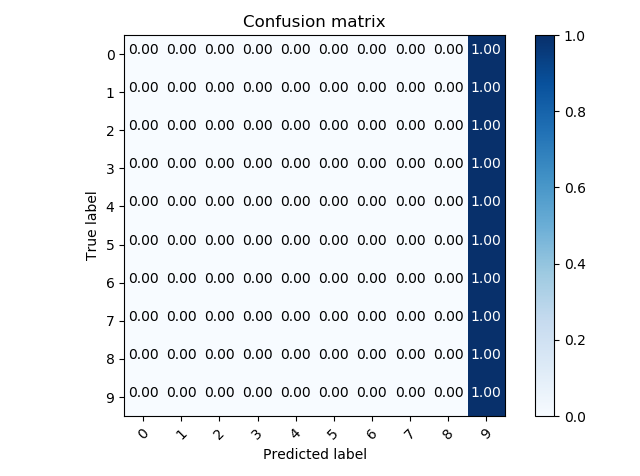 Confusion matrix
0 0.00 0.00 0.00 0.00 0.00 0.00 0.00 0.00 0.00 1.00
1 0.00 0.00 0.00 0.00 0.00 0.00 0.00 0.00 0.00 1.00
2 0.00 0.00 0.00 0.00 0.00 0.00 0.00 0.00 0.00 1.00
3 0.00 0.00 0.00 0.00 0.00 0.00 0.00 0.00 0.00 1.00
4 0.00 0.00 0.00 0.00 0.00 0.00 0.00 0.00 0.00 1.00
5 0.00 0.00 0.00 0.00 0.00 0.00 0.00 0.00 0.00 1.00
6 0.00 0.00 0.00 0.00 0.00 0.00 0.00 0.00 0.00 1.00
7 0.00 0.00 0.00 0.00 0.00 0.00 0.00 0.00 0.00 1.00
8 0.00 0.00 0.00 0.00 0.00 0.00 0.00 0.00 0.00 1.00
9 0.00 0.00 0.00 0.00 0.00 0.00 0.00 0.00 0.00 1.00
0 1 2 3 4 5 6 7 8 9
Predicted label
True label
1.0
0.8
0.6
0.4
0.2
0.0